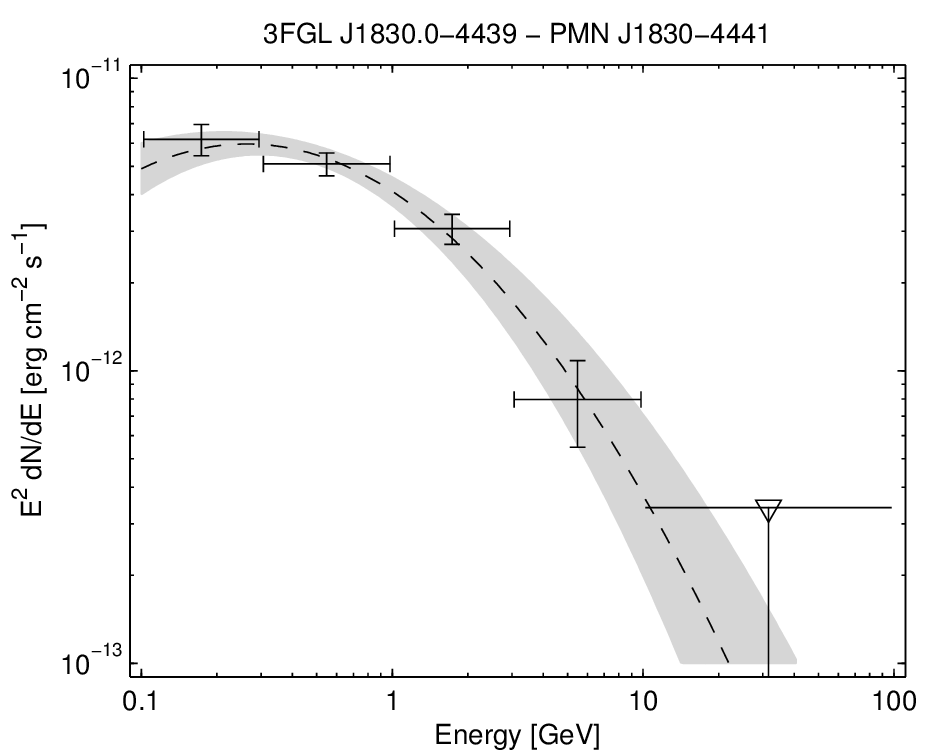 3FGL J1830.0−4439 − PMN J1830−4441
10⁻¹¹
10⁻¹²
10⁻¹³
E² dN/dE [erg cm⁻² s⁻¹]
0.1 1 10 100
Energy [GeV]